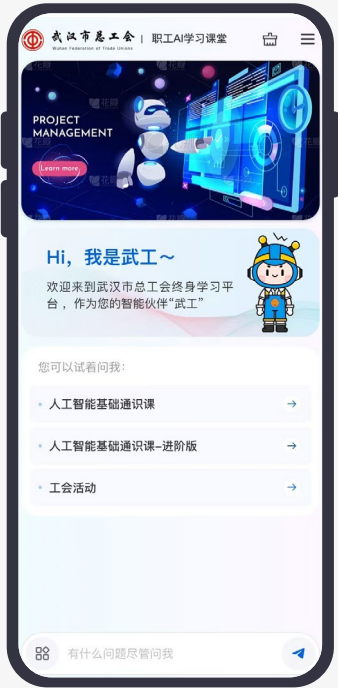 武汉市总工会 | 职工AI学习课堂
Wuhan Federation of Trade Unions
PROJECT
MANAGEMENT
Learn more
Hi，我是武工～
欢迎来到武汉市总工会终身学习平
台，作为您的智能伙伴“武工”
您可以试着问我：
人工智能基础通识课
人工智能基础通识课-进阶版
工会活动
有什么问题尽管问我